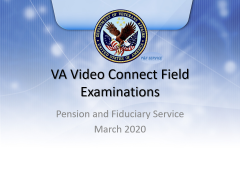 VA Video Connect Field
Examinations
Pension and Fiduciary Service
March 2020